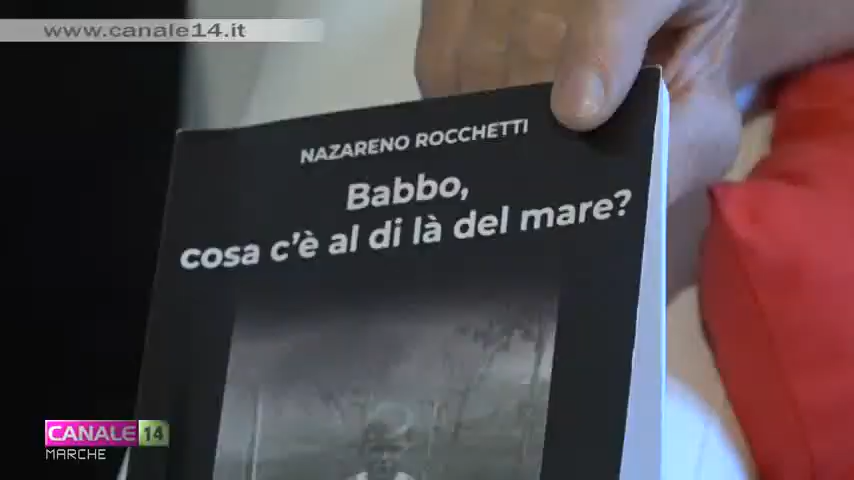 www.canale14.it
NAZARENO ROCCHETTI
Babbo,
cosa c'è al di là del mare?
CANALE 14
MARCHE